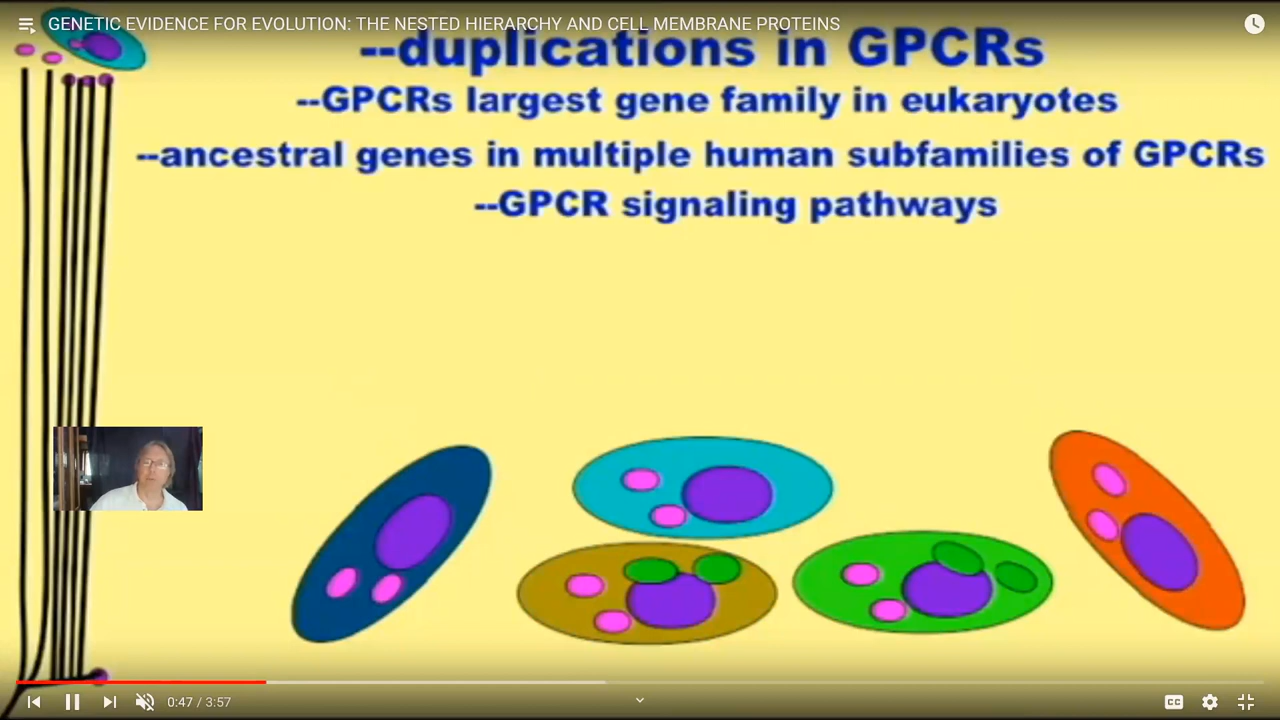 GENETIC EVIDENCE FOR EVOLUTION: THE NESTED HIERARCHY AND CELL MEMBRANE PROTEINS
--duplications in GPCRs
--GPCRs largest gene family in eukaryotes
--ancestral genes in multiple human subfamilies of GPCRs
--GPCR signaling pathways
0:47 / 3:57
CC